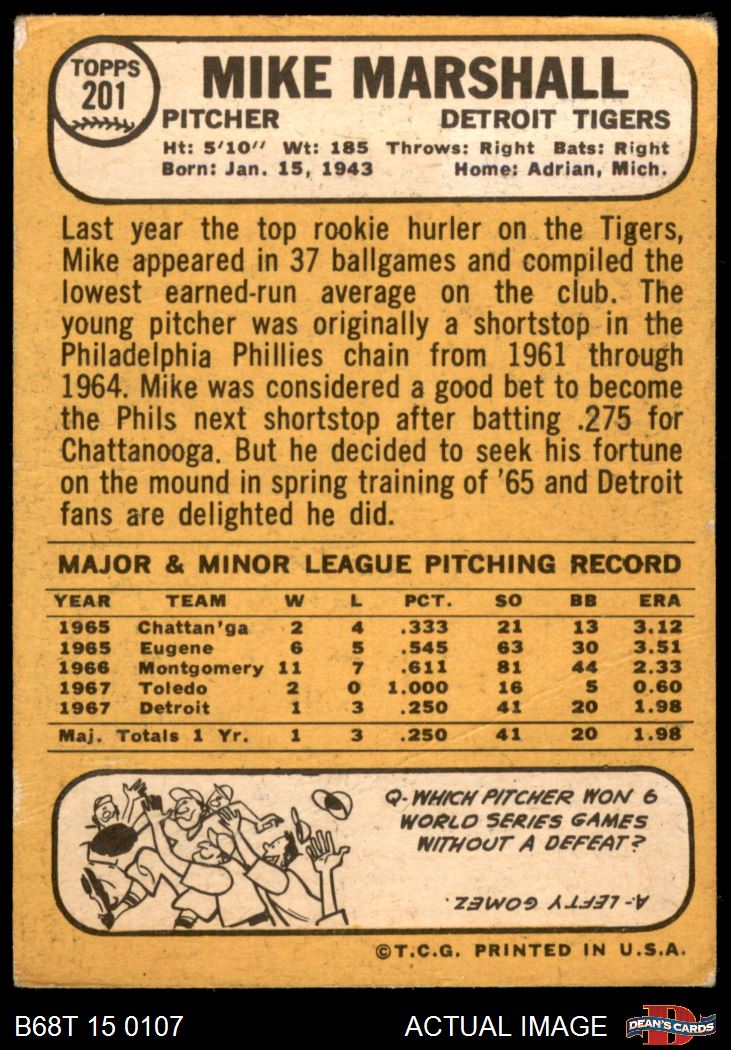 TOPPS
201
MIKE MARSHALL
PITCHER DETROIT TIGERS
Ht: 5'10" Wt: 185 Throws: Right Bats: Right
Born: Jan. 15, 1943 Home: Adrian, Mich.
Last year the top rookie hurler on the Tigers,
Mike appeared in 37 ballgames and compiled the
lowest earned-run average on the club. The
young pitcher was originally a shortstop in the
Philadelphia Phillies chain from 1961 through
1964. Mike was considered a good bet to become
the Phils next shortstop after batting .275 for
Chattanooga. But he decided to seek his fortune
on the mound in spring training of '65 and Detroit
fans are delighted he did.
MAJOR & MINOR LEAGUE PITCHING RECORD
YEAR TEAM W L PCT. SO BB ERA
1965 Chattan'ga 2 4 .333 21 13 3.12
1965 Eugene 6 5 .545 63 30 3.51
1966 Montgomery 11 7 .611 81 44 2.33
1967 Toledo 2 0 1.000 16 5 0.60
1967 Detroit 1 3 .250 41 20 1.98
Maj. Totals 1 Yr. 1 3 .250 41 20 1.98
Q-WHICH PITCHER WON 6
WORLD SERIES GAMES
WITHOUT A DEFEAT?
A-LEFTY GOMEZ.
©T.C.G. PRINTED IN U.S.A.
B68T 15 0107 ACTUAL IMAGE
D
DEAN'S CARDS